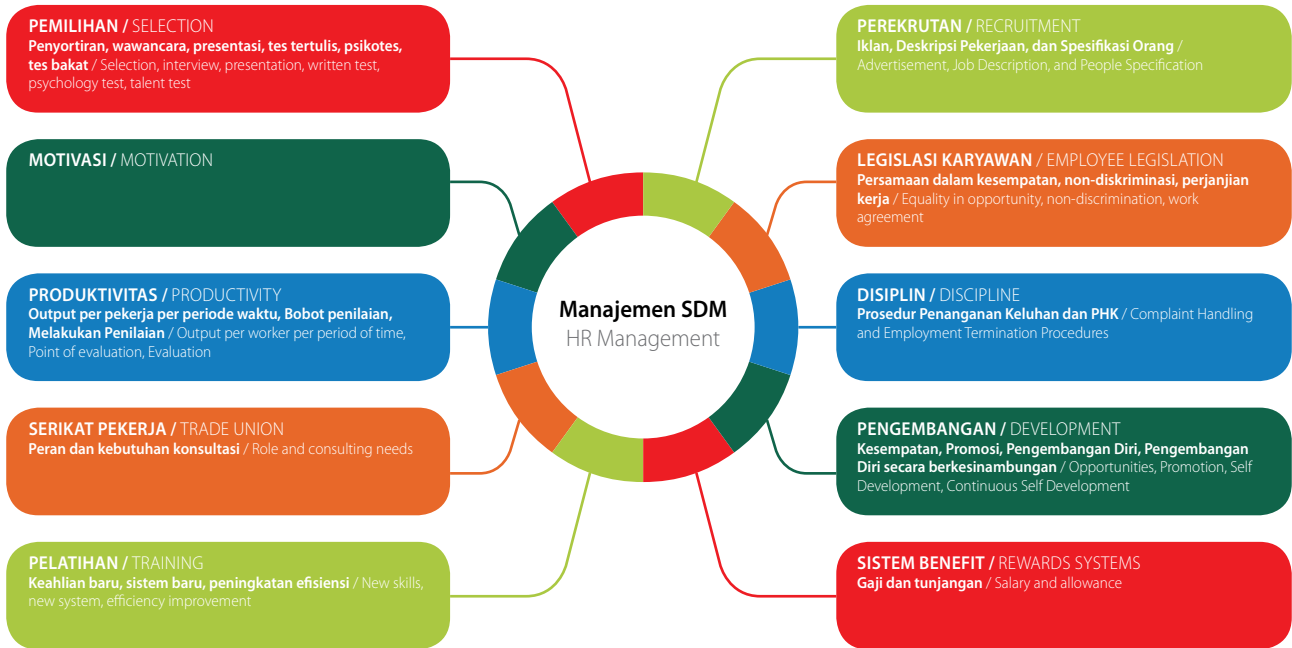 PEMILIHAN / SELECTION
Penyortiran, wawancara, presentasi, tes tertulis, psikotes,
tes bakat / Selection, interview, presentation, written test,
psychology test, talent test
MOTIVASI / MOTIVATION
PRODUKTIVITAS / PRODUCTIVITY
Output per pekerja per periode waktu, Bobot penilaian,
Melakukan Penilaian / Output per worker per period of time,
Point of evaluation, Evaluation
SERIKAT PEKERJA / TRADE UNION
Peran dan kebutuhan konsultasi / Role and consulting needs
PELATIHAN / TRAINING
Keahlian baru, sistem baru, peningkatan efisiensi / New skills,
new system, efficiency improvement
Manajemen SDM
HR Management
PEREKRUTAN / RECRUITMENT
Iklan, Deskripsi Pekerjaan, dan Spesifikasi Orang /
Advertisement, Job Description, and People Specification
LEGISLASI KARYAWAN / EMPLOYEE LEGISLATION
Persamaan dalam kesempatan, non-diskriminasi, perjanjian
kerja / Equality in opportunity, non-discrimination, work
agreement
DISIPLIN / DISCIPLINE
Prosedur Penanganan Keluhan dan PHK / Complaint Handling
and Employment Termination Procedures
PENGEMBANGAN / DEVELOPMENT
Kesempatan, Promosi, Pengembangan Diri, Pengembangan
Diri secara berkesinambungan / Opportunities, Promotion, Self
Development, Continuous Self Development
SISTEM BENEFIT / REWARDS SYSTEMS
Gaji dan tunjangan / Salary and allowance